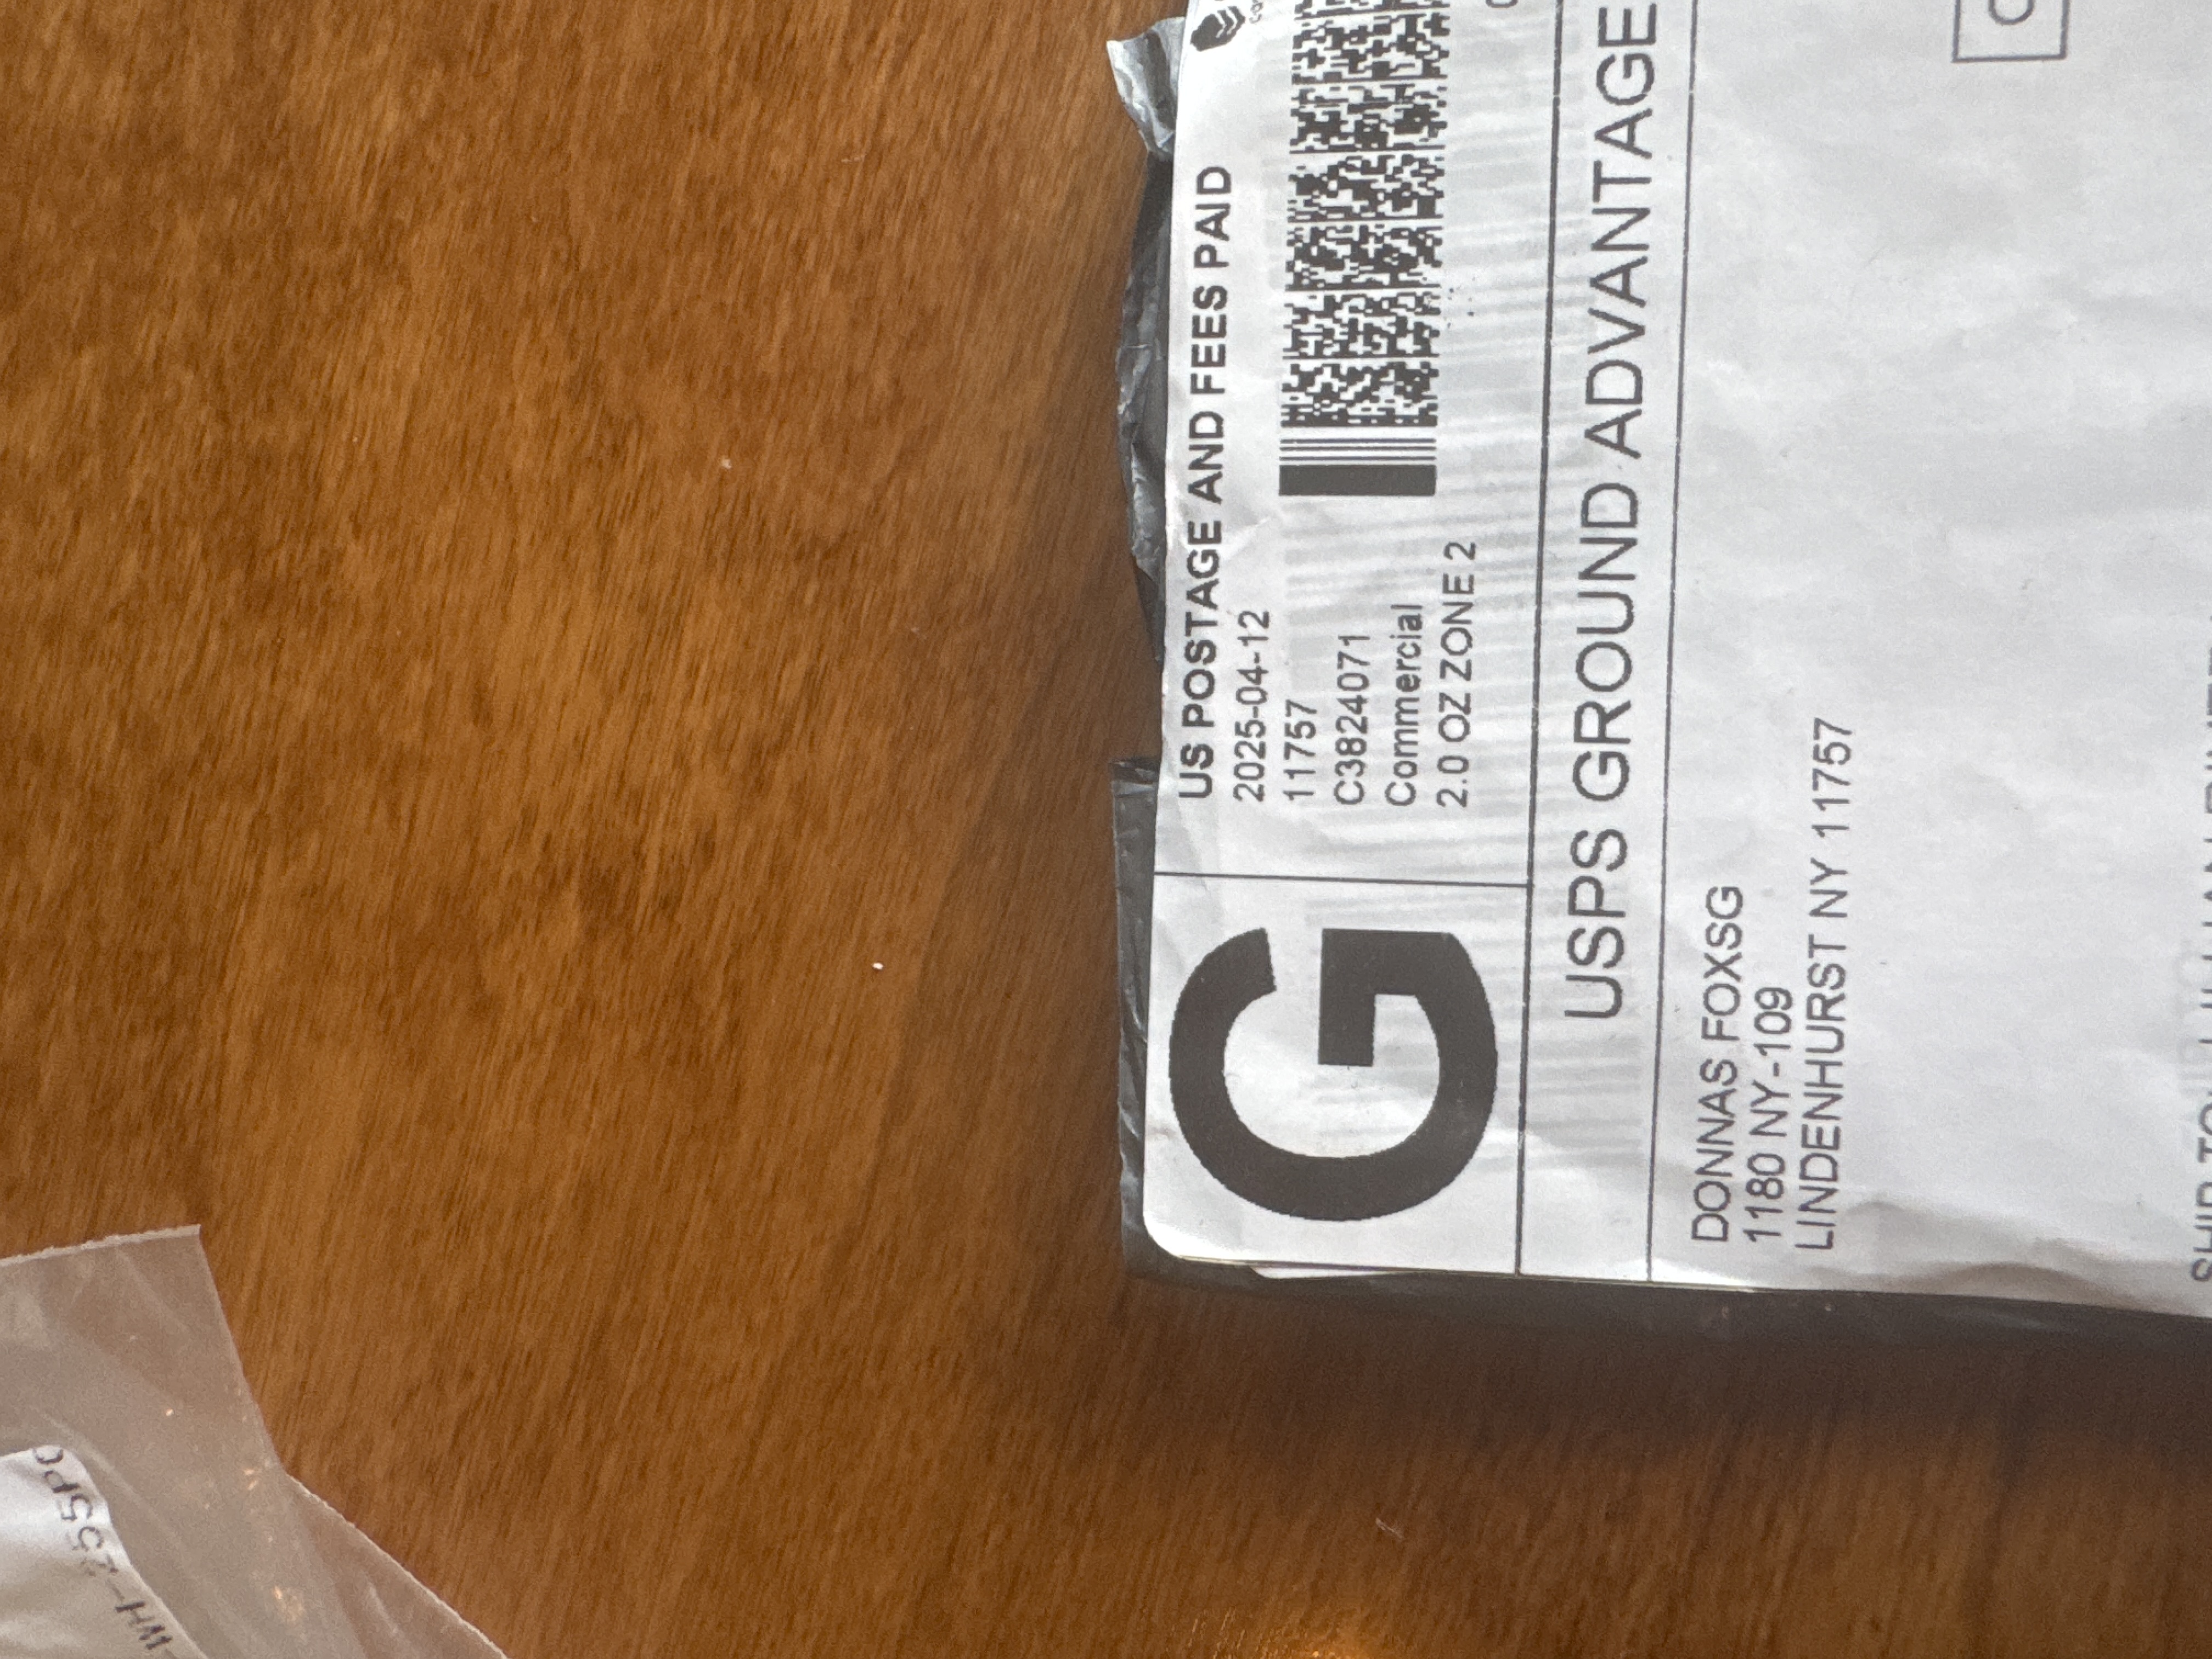 US POSTAGE AND FEES PAID
2025-04-12
11757
C3824071
Commercial
2.0 OZ ZONE 2
G
USPS GROUND ADVANTAGE
DONNAS FOXSG
1180 NY-109
LINDENHURST NY 11757